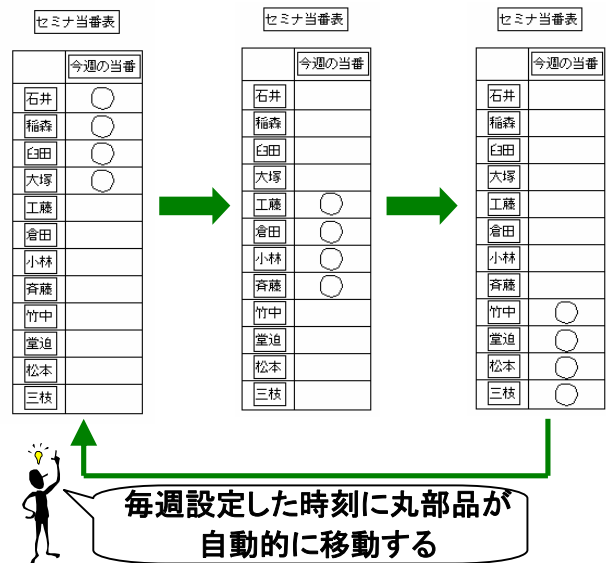 セミナ当番表
今週の当番
石井
稲森
臼田
大塚
工藤
倉田
小林
斉藤
竹中
堂迫
松本
三枝
セミナ当番表
今週の当番
石井
稲森
臼田
大塚
工藤
倉田
小林
斉藤
竹中
堂迫
松本
三枝
セミナ当番表
今週の当番
石井
稲森
臼田
大塚
工藤
倉田
小林
斉藤
竹中
堂迫
松本
三枝
毎週設定した時刻に丸部品が
自動的に移動する